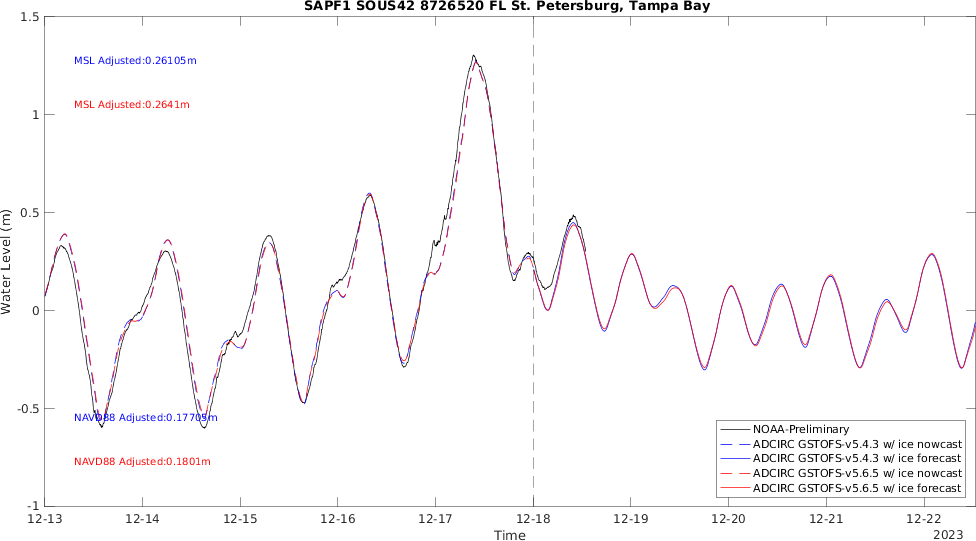 SAPF1 SOUS42 8726520 FL St. Petersburg, Tampa Bay
1.5
1
0.5
0
-0.5
-1
Water Level (m)
MSL Adjusted:0.26105m
MSL Adjusted:0.2641m
NAVD88 Adjusted:0.17705m
NAVD88 Adjusted:0.1801m
NOAA-Preliminary
ADCIRC GSTOFS-v5.4.3 w/ ice nowcast
ADCIRC GSTOFS-v5.4.3 w/ ice forecast
ADCIRC GSTOFS-v5.6.5 w/ ice nowcast
ADCIRC GSTOFS-v5.6.5 w/ ice forecast
12-13 12-14 12-15 12-16 12-17 12-18 12-19 12-20 12-21 12-22
Time
2023